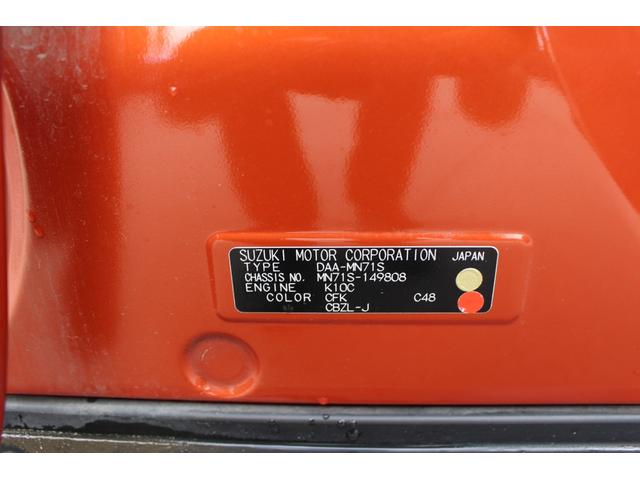 SUZUKI MOTOR CORPORATION JAPAN
TYPE DAA-MN71S
CHASSIS NO. MN71S-149808
ENGINE K10C
COLOR CFK C48
CBZL-J